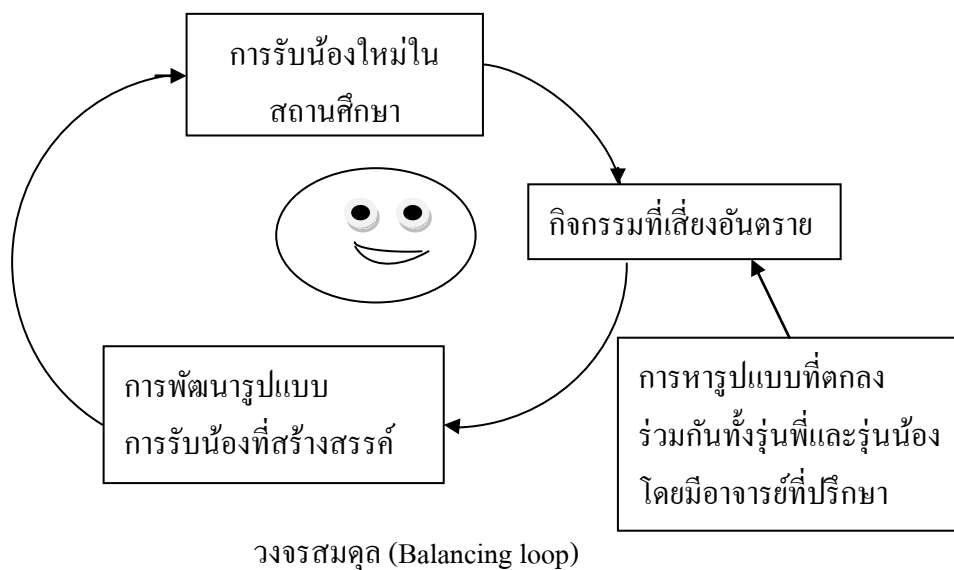 การรับน้องใหม่ใน
สถานศึกษา
กิจกรรมที่เสี่ยงอันตราย
การพัฒนารูปแบบ
การรับน้องที่สร้างสรรค์
การหารูปแบบที่ตกลง
ร่วมกันทั้งรุ่นพี่และรุ่นน้อง
โดยมีอาจารย์ที่ปรึกษา
วงจรสมดุล (Balancing loop)